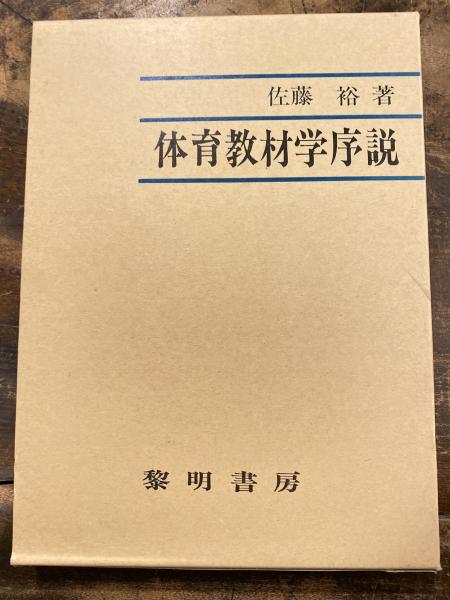 佐藤 裕 著
体育教材学序説
黎明書房